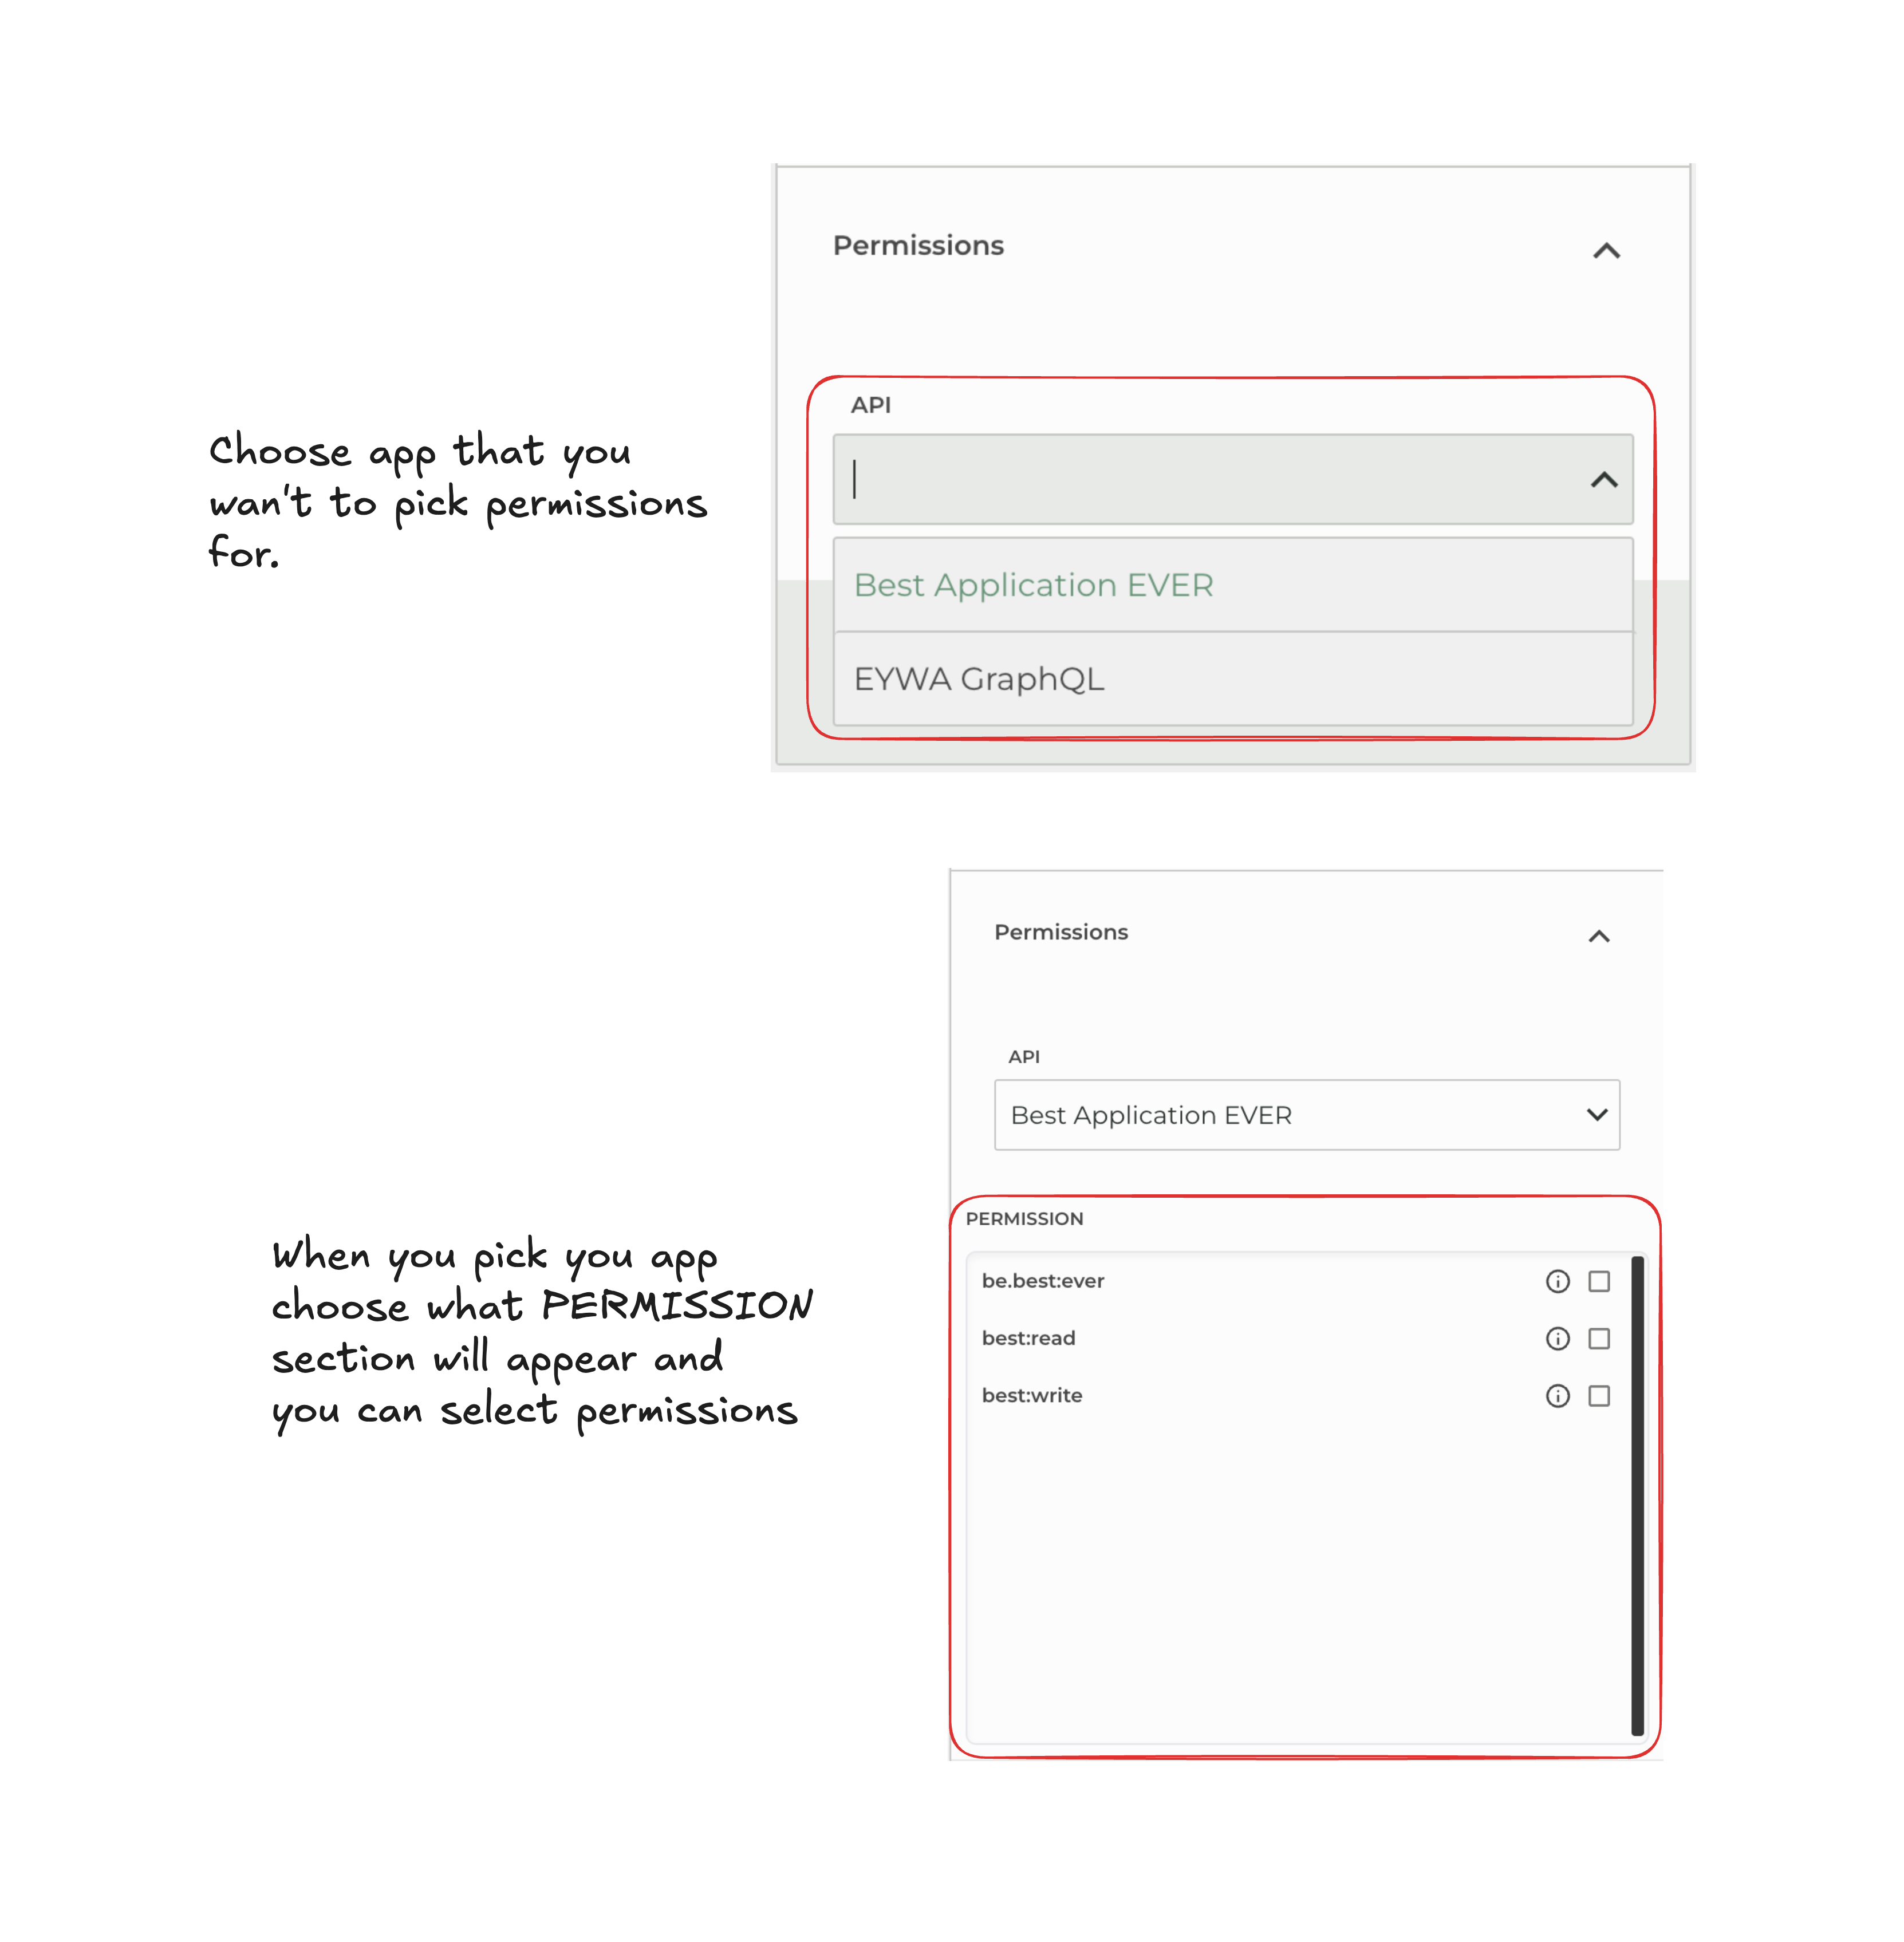 Permissions
API
Choose app that you
wan't to pick permissions
for.
Best Application EVER
EYWA GraphQL
Permissions
API
Best Application EVER
PERMISSION
When you pick you app
choose what PERMISSION
section will appear and
you can select permissions
be.best:ever
best:read
best:write